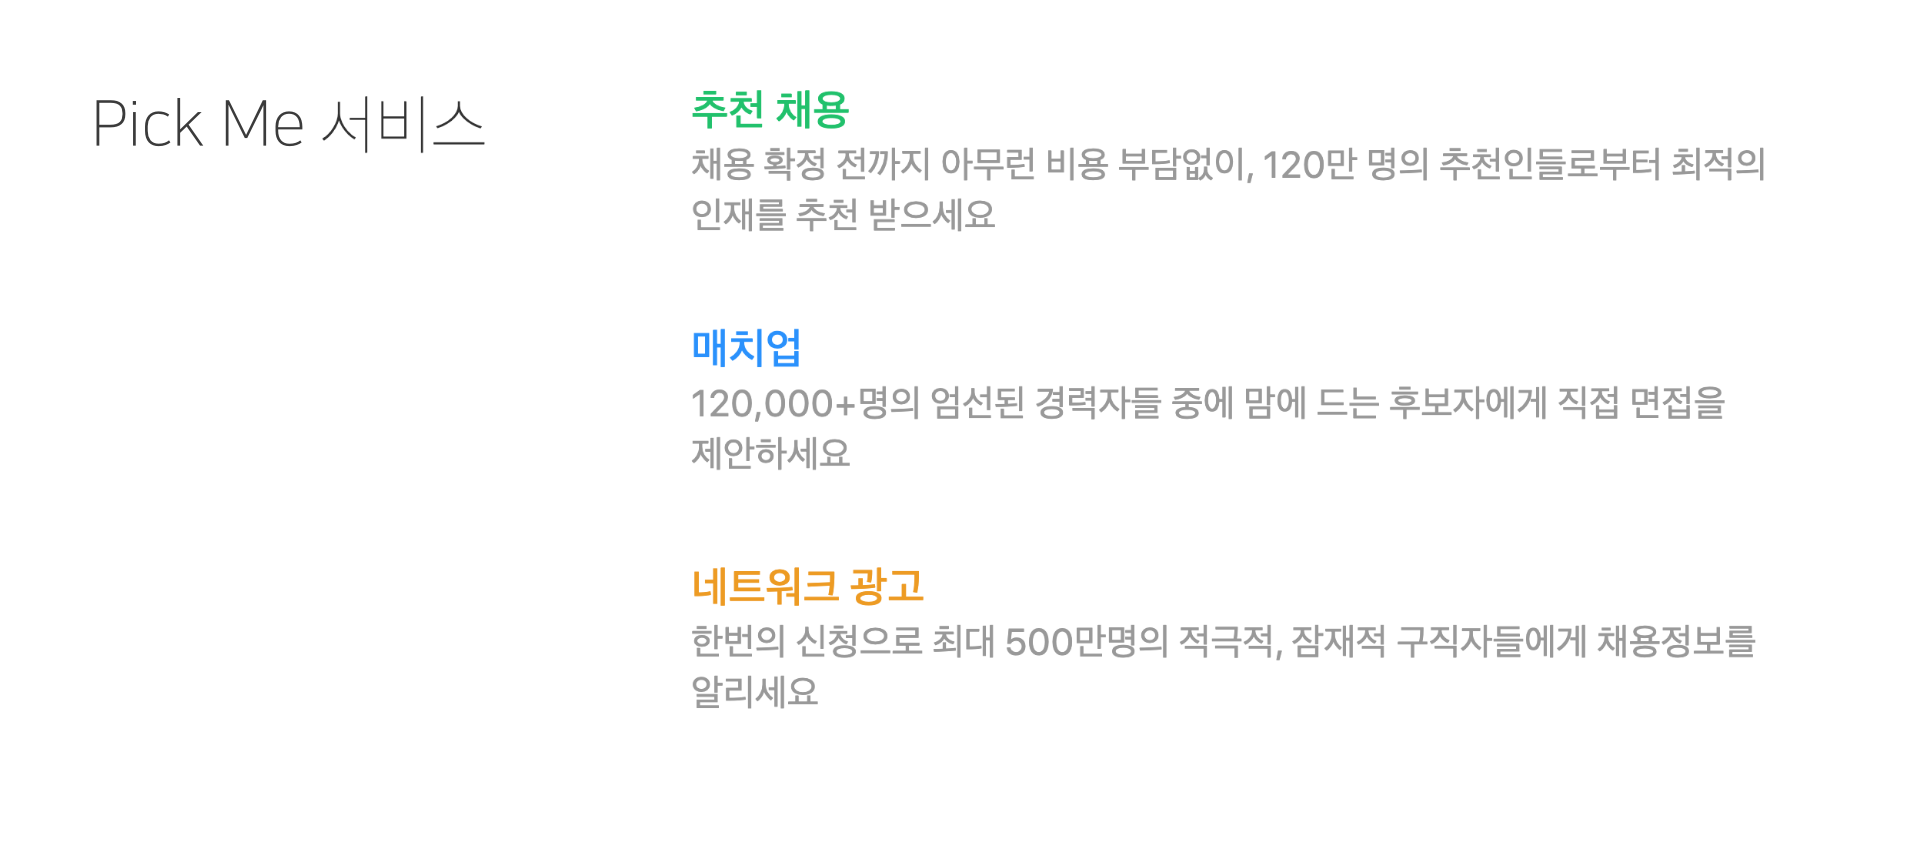 Pick Me 서비스
추천 채용
채용 확정 전까지 아무런 비용 부담없이, 120만 명의 추천인들로부터 최적의
인재를 추천 받으세요
매치업
120,000+명의 엄선된 경력자들 중에 맘에 드는 후보자에게 직접 면접을
제안하세요
네트워크 광고
한번의 신청으로 최대 500만명의 적극적, 잠재적 구직자들에게 채용정보를
알리세요